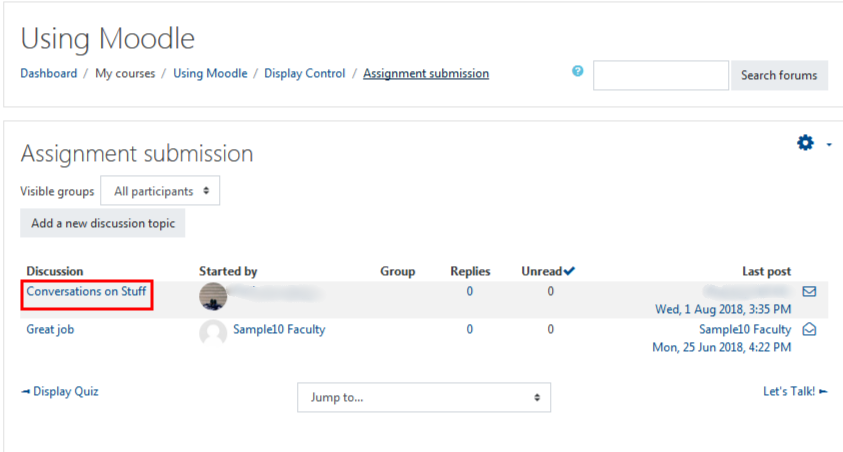 Using Moodle
Dashboard / My courses / Using Moodle / Display Control / Assignment submission
? Search forums
Assignment submission
Visible groups All participants
Add a new discussion topic
Discussion Started by Group Replies Unread✔ Last post
Conversations on Stuff 0 0
Wed, 1 Aug 2018, 3:35 PM
Great job Sample10 Faculty 0 0 Sample10 Faculty
Mon, 25 Jun 2018, 4:22 PM
◄ Display Quiz Jump to... Let's Talk! ►